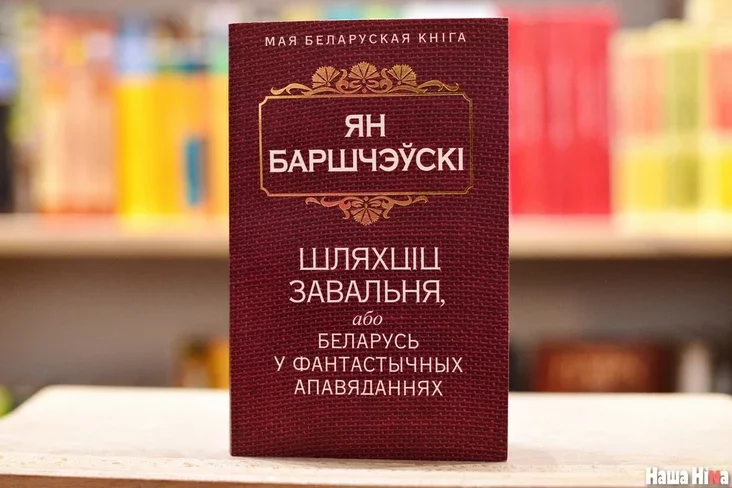 МАЯ БЕЛАРУСКАЯ КНІГА
ЯН
БАРШЧЭЎСКІ
ШЛЯХЦІЦ
ЗАВАЛЬНЯ,
або
БЕЛАРУСЬ
У ФАНТАСТЫЧНЫХ
АПАВЯДАННЯХ
Наша Ніва